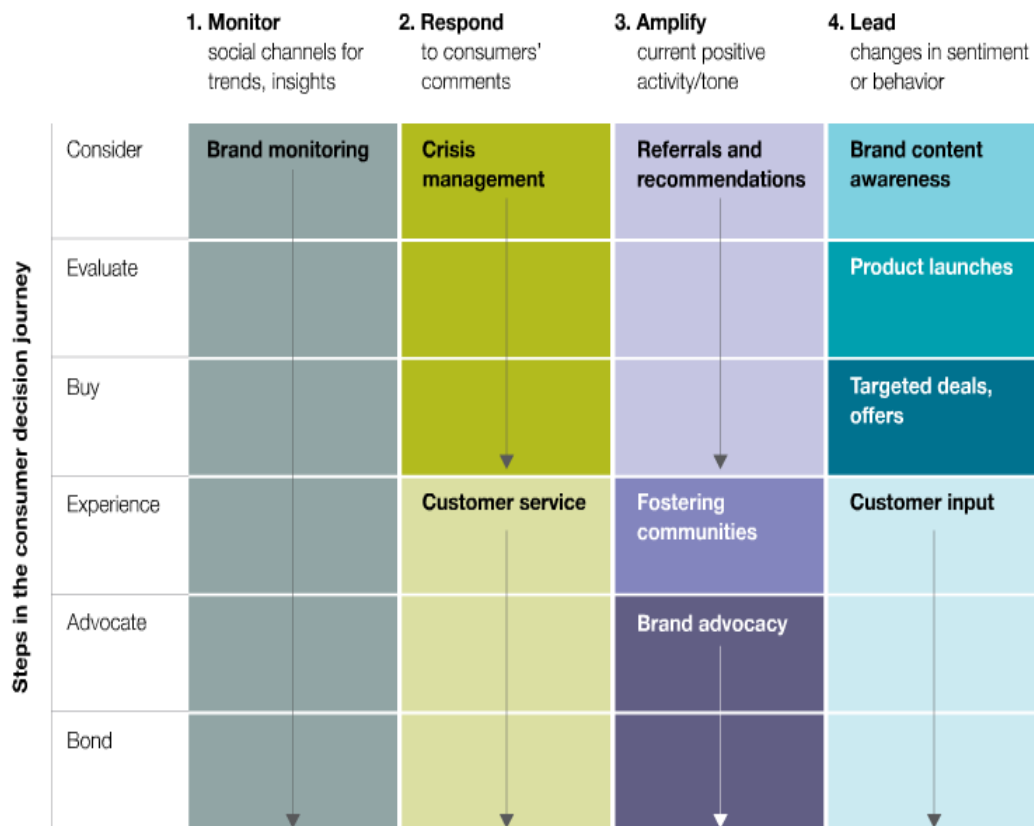 1. Monitor
social channels for
trends, insights
2. Respond
to consumers'
comments
3. Amplify
current positive
activity/tone
4. Lead
changes in sentiment
or behavior
Steps in the consumer decision journey
Consider
Brand monitoring
Crisis
management
Referrals and
recommendations
Brand content
awareness
Evaluate
Product launches
Buy
Targeted deals,
offers
Experience
Customer service
Fostering
communities
Customer input
Advocate
Brand advocacy
Bond